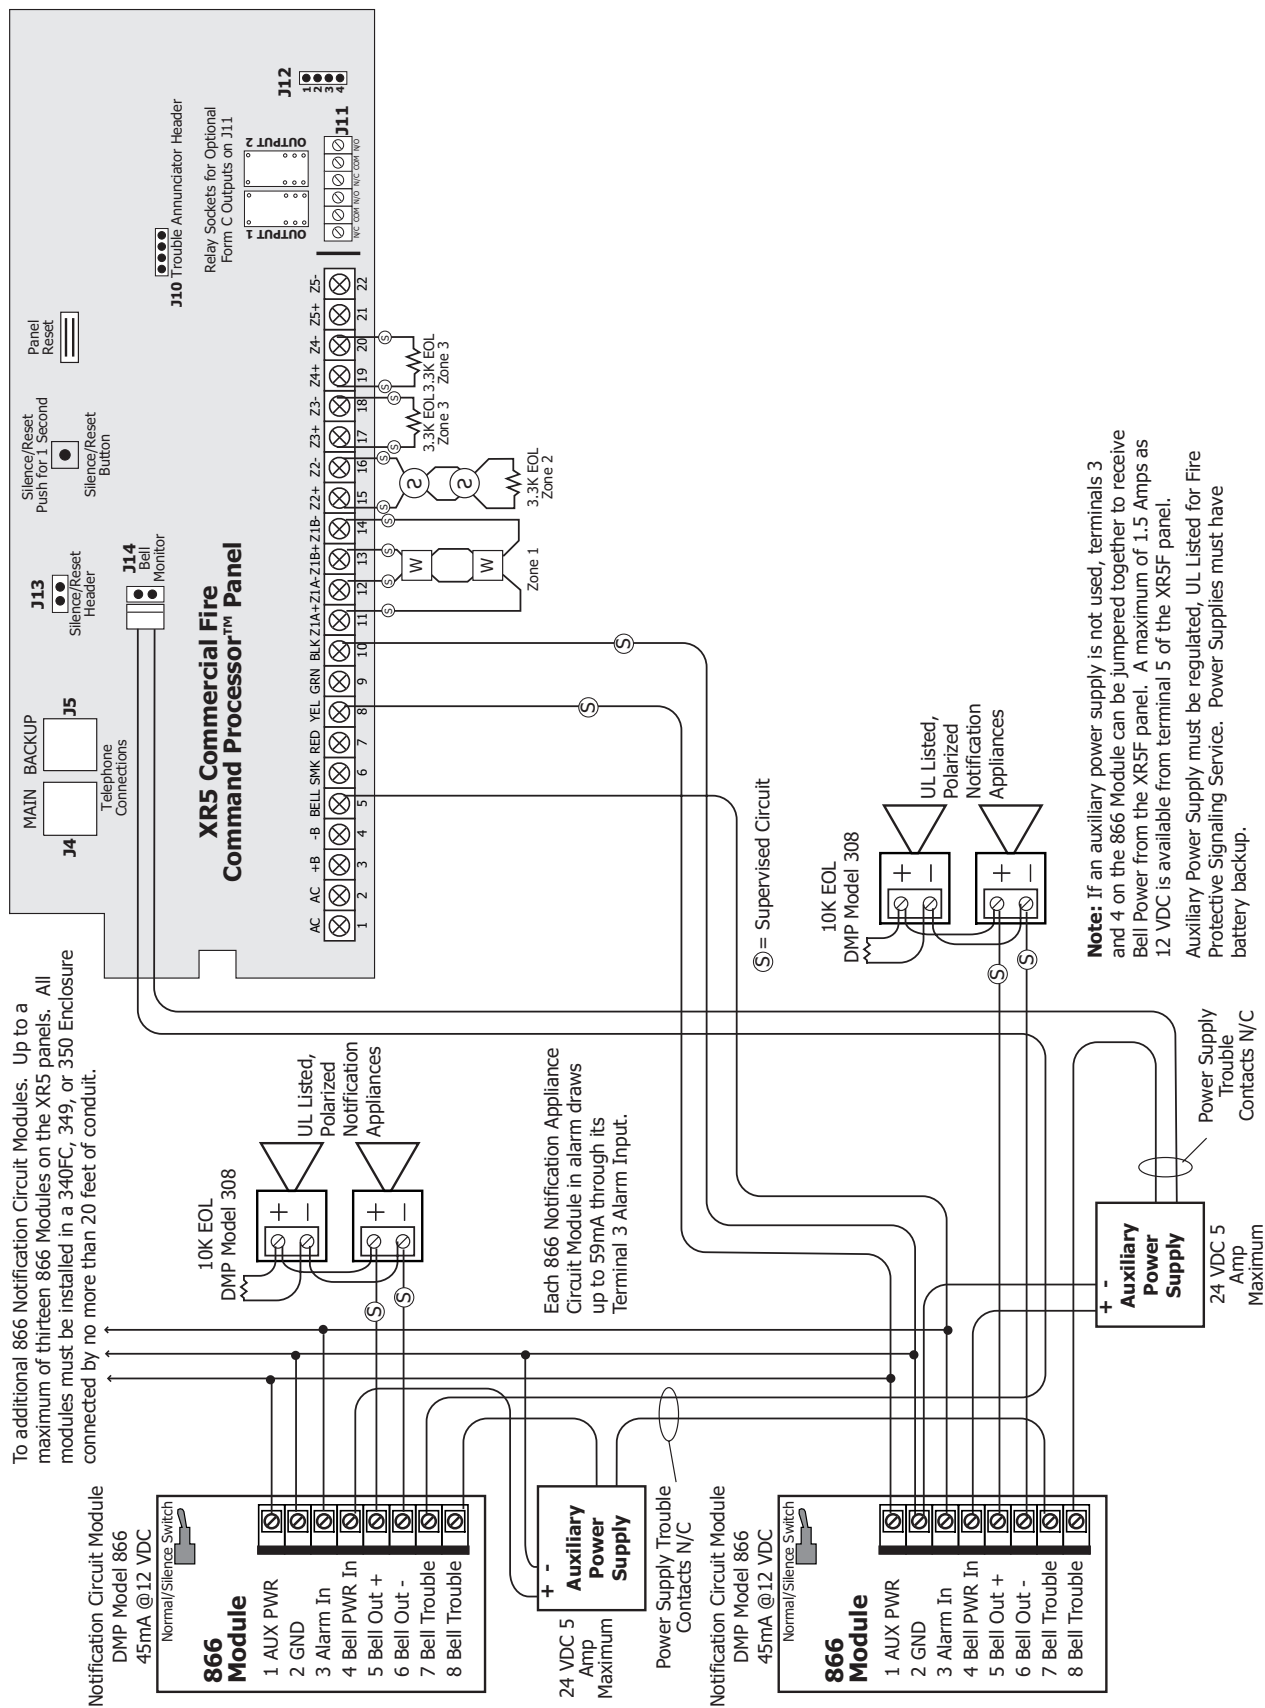 To additional 866 Notification Circuit Modules. Up to a
maximum of thirteen 866 Modules on the XR5 panels. All
modules must be installed in a 340FC, 349, or 350 Enclosure
connected by no more than 20 feet of conduit.
MAIN
BACKUP
J4
J5
Telephone
Connections
J13
Silence/Reset
Header
J14
Bell
Monitor
Silence/Reset
Push for 1 Second
Silence/Reset
Button
Panel
Reset
J10 Trouble Annunciator Header
Relay Sockets for Optional
Form C Outputs on J11
OUTPUT 1
OUTPUT 2
J12
1
2
3
4
J11
N/C COM N/O N/C COM N/O
XR5 Commercial Fire
Command Processor™ Panel
AC AC +B -B BELL SMK RED YEL GRN BLK Z1A+ Z1A- Z1B+ Z1B- Z2+ Z2- Z3+ Z3- Z4+ Z4- Z5+ Z5-
1 2 3 4 5 6 7 8 9 10 11 12 13 14 15 16 17 18 19 20 21 22
S S S S S S S S S S
W
W
Zone 1
S
S
3.3K EOL
Zone 2
3.3K EOL
Zone 3
3.3K EOL
Zone 3
S
S
Notification Circuit Module
DMP Model 866
45mA @12 VDC
Normal/Silence Switch
866
Module
1 AUX PWR
2 GND
3 Alarm In
4 Bell PWR In
5 Bell Out +
6 Bell Out -
7 Bell Trouble
8 Bell Trouble
10K EOL
DMP Model 308
+ −
+ −
UL Listed,
Polarized
Notification
Appliances
S
S
Each 866 Notification Appliance
Circuit Module in alarm draws
up to 59mA through its
Terminal 3 Alarm Input.
+ -
Auxiliary
Power
Supply
24 VDC 5
Amp
Maximum
Power Supply Trouble
Contacts N/C
S = Supervised Circuit
Notification Circuit Module
DMP Model 866
45mA @12 VDC
Normal/Silence Switch
866
Module
1 AUX PWR
2 GND
3 Alarm In
4 Bell PWR In
5 Bell Out +
6 Bell Out -
7 Bell Trouble
8 Bell Trouble
10K EOL
DMP Model 308
+ −
+ −
UL Listed,
Polarized
Notification
Appliances
S
S
+ -
Auxiliary
Power
Supply
24 VDC 5
Amp
Maximum
Power Supply
Trouble
Contacts N/C
Note: If an auxiliary power supply is not used, terminals 3
and 4 on the 866 Module can be jumpered together to receive
Bell Power from the XR5F panel. A maximum of 1.5 Amps as
12 VDC is available from terminal 5 of the XR5F panel.
Auxiliary Power Supply must be regulated, UL Listed for Fire
Protective Signaling Service. Power Supplies must have
battery backup.